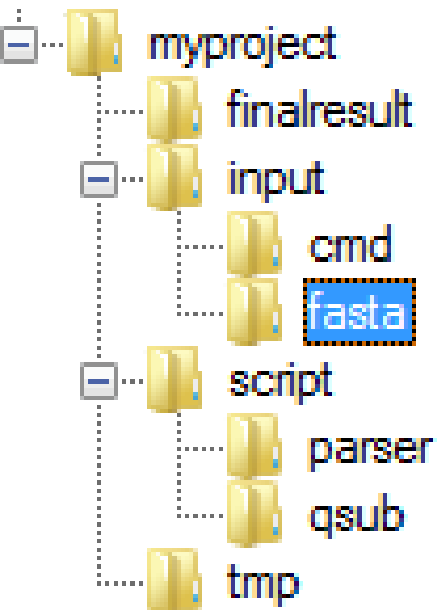 myproject
finalresult
input
cmd
fasta
script
parser
qsub
tmp